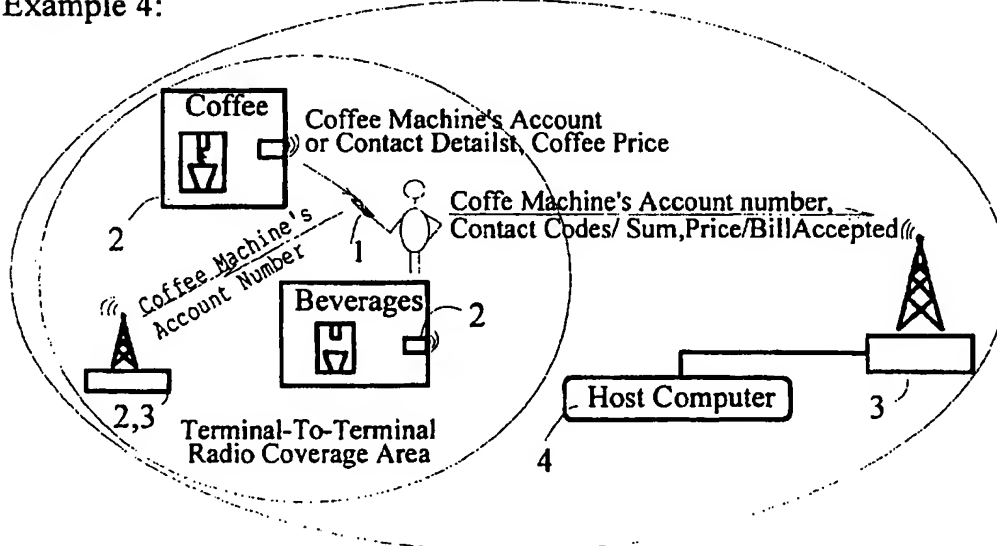 Example 4:
Coffee
Coffee Machine's Account
or Contact Detailst, Coffee Price
2
1
Coffe Machine's Account number,
Contact Codes/ Sum,Price/BillAccepted
Coffee Machine's
Account Number
Beverages
2
2,3
Terminal-To-Terminal
Radio Coverage Area
Host Computer
4
3